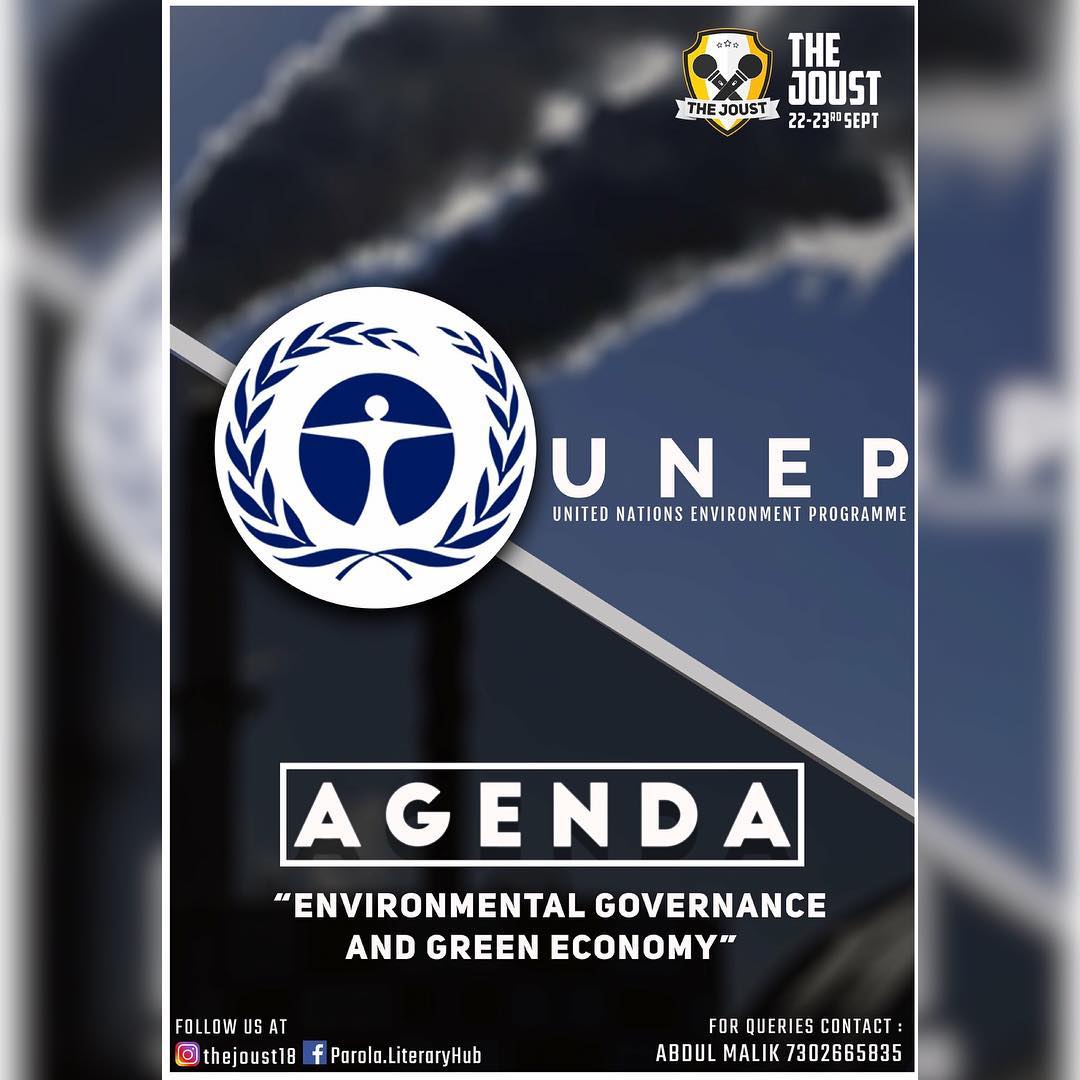 THE JOUST
THE
JOUST
22-23RD SEPT
UNEP
UNITED NATIONS ENVIRONMENT PROGRAMME
AGENDA
“ENVIRONMENTAL GOVERNANCE
AND GREEN ECONOMY”
FOLLOW US AT
thejoust18 Parola.LiteraryHub
FOR QUERIES CONTACT :
ABDUL MALIK 7302665835